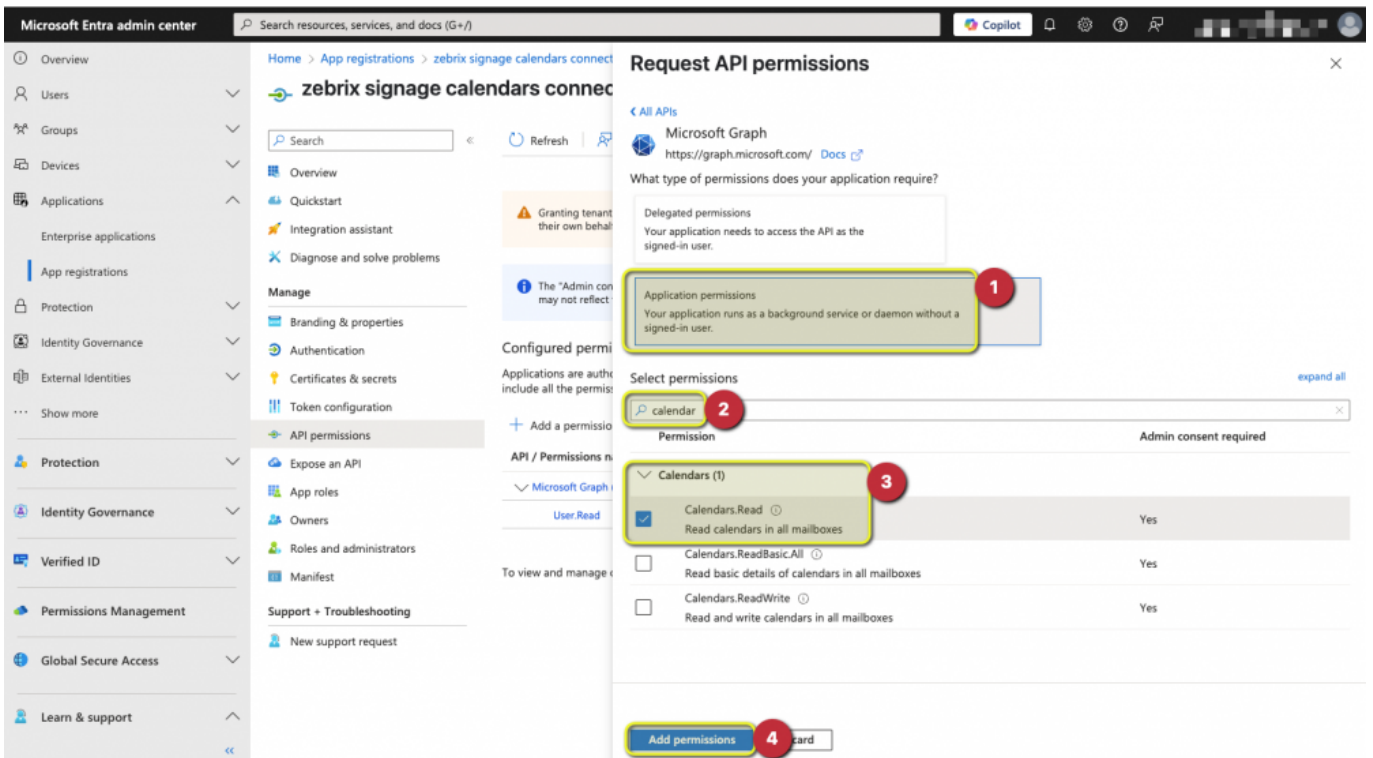 Microsoft Entra admin center
Search resources, services, and docs (G+/)
Copilot
Overview
Users
Groups
Devices
Applications
Enterprise applications
App registrations
Protection
Identity Governance
External Identities
Show more
Protection
Identity Governance
Verified ID
Permissions Management
Global Secure Access
Learn & support
Home > App registrations > zebrix signage calendars connect
zebrix signage calendars connec
Search
Overview
Quickstart
Integration assistant
Diagnose and solve problems
Manage
Branding & properties
Authentication
Certificates & secrets
Token configuration
API permissions
Expose an API
App roles
Owners
Roles and administrators
Manifest
Support + Troubleshooting
New support request
Refresh
Granting tenant
their own behal
The "Admin con
may not reflect
Configured permi
Applications are autho
include all the permiss
Add a permissio
API / Permissions n
Microsoft Graph
User.Read
To view and manage
Request API permissions
All APIs
Microsoft Graph
https://graph.microsoft.com/ Docs
What type of permissions does your application require?
Delegated permissions
Your application needs to access the API as the
signed-in user.
1
Application permissions
Your application runs as a background service or daemon without a
signed-in user.
Select permissions
expand all
calendar
2
Permission
Admin consent required
Calendars (1)
3
Calendars.Read
Read calendars in all mailboxes
Yes
Calendars.ReadBasic.All
Read basic details of calendars in all mailboxes
Yes
Calendars.ReadWrite
Read and write calendars in all mailboxes
Yes
Add permissions
4
card